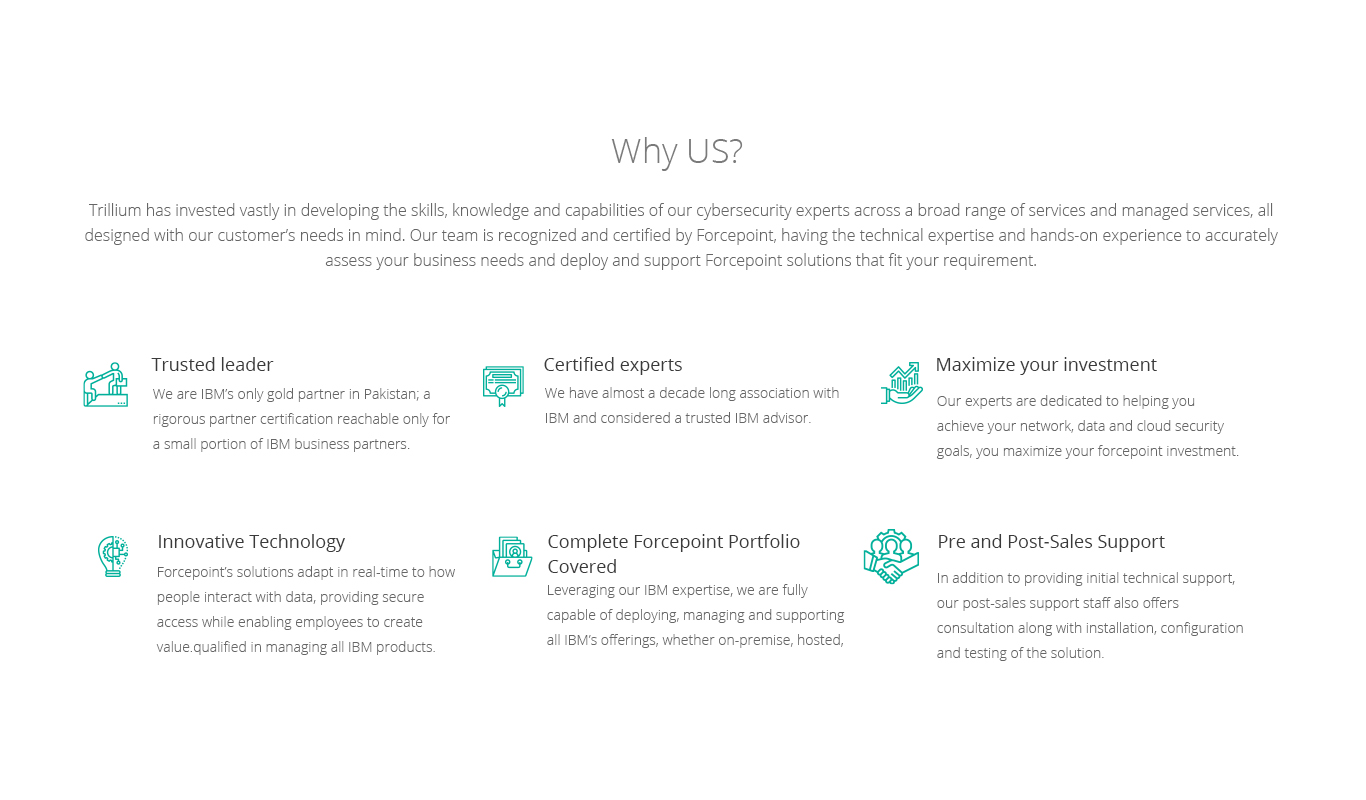 Why US?
Trillium has invested vastly in developing the skills, knowledge and capabilities of our cybersecurity experts across a broad range of services and managed services, all
designed with our customer’s needs in mind. Our team is recognized and certified by Forcepoint, having the technical expertise and hands-on experience to accurately
assess your business needs and deploy and support Forcepoint solutions that fit your requirement.
Trusted leader
We are IBM’s only gold partner in Pakistan; a
rigorous partner certification reachable only for
a small portion of IBM business partners.
Certified experts
We have almost a decade long association with
IBM and considered a trusted IBM advisor.
Maximize your investment
Our experts are dedicated to helping you
achieve your network, data and cloud security
goals, you maximize your forcepoint investment.
Innovative Technology
Forcepoint’s solutions adapt in real-time to how
people interact with data, providing secure
access while enabling employees to create
value.qualified in managing all IBM products.
Complete Forcepoint Portfolio
Covered
Leveraging our IBM expertise, we are fully
capable of deploying, managing and supporting
all IBM’s offerings, whether on-premise, hosted,
Pre and Post-Sales Support
In addition to providing initial technical support,
our post-sales support staff also offers
consultation along with installation, configuration
and testing of the solution.